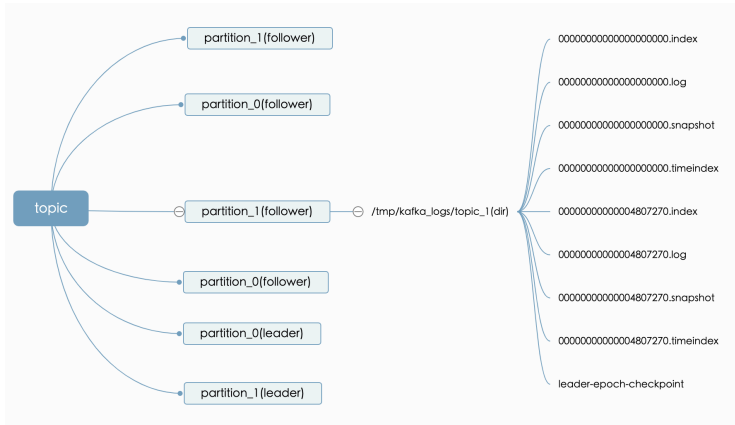 topic
partition_1(follower)
partition_0(follower)
partition_1(follower)
partition_0(follower)
partition_0(leader)
partition_1(leader)
/tmp/kafka_logs/topic_1(dir)
00000000000000000000.index
00000000000000000000.log
00000000000000000000.snapshot
00000000000000000000.timeindex
00000000000004807270.index
00000000000004807270.log
00000000000004807270.snapshot
00000000000004807270.timeindex
leader-epoch-checkpoint